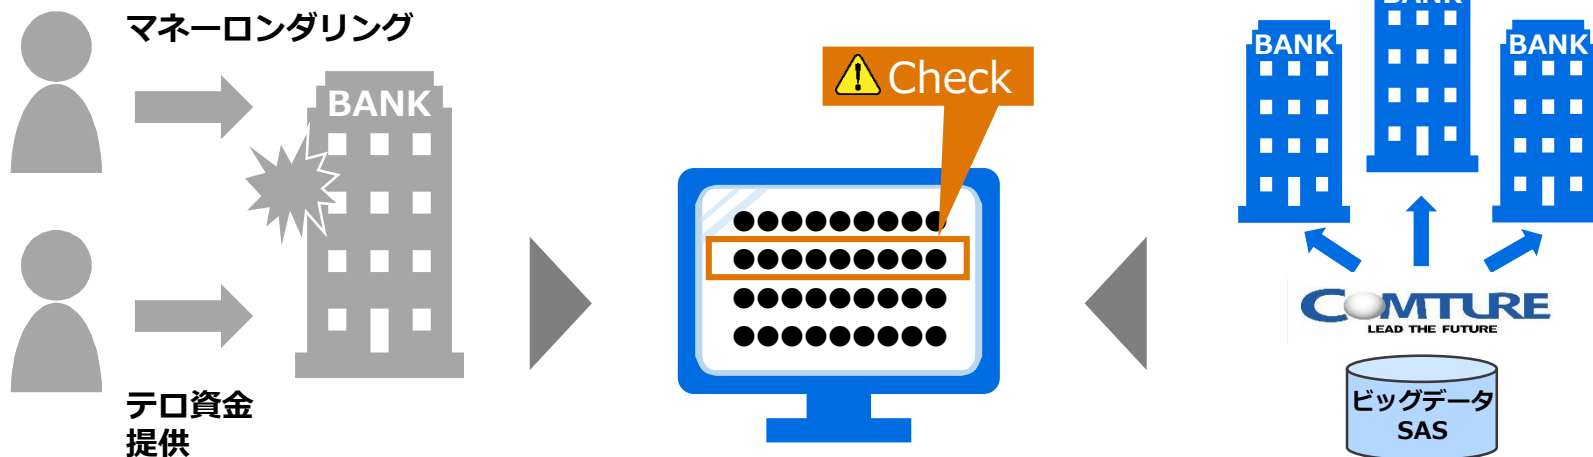 マネーロンダリング
BANK
テロ資金
提供
Check
BANK
BANK
BANK
COMTURE
LEAD THE FUTURE
ビッグデータ
SAS